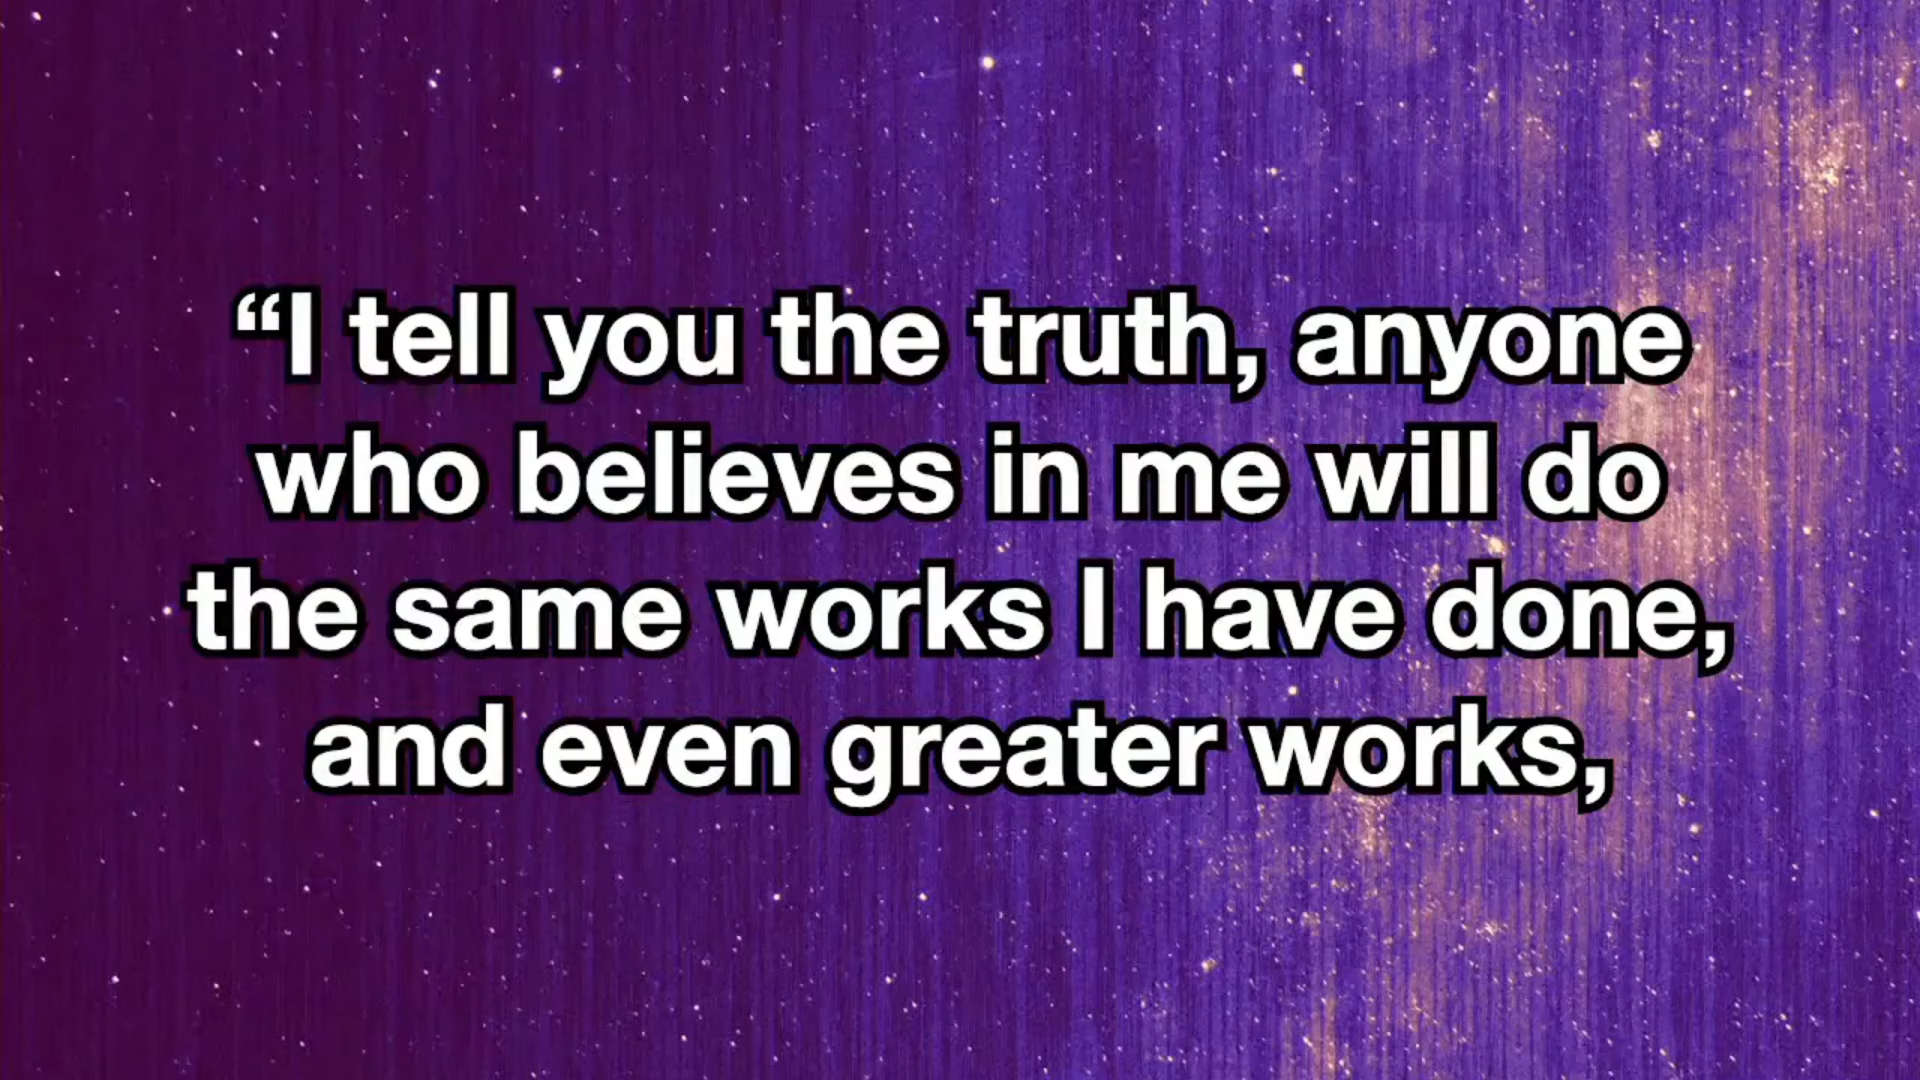 “I tell you the truth, anyone
who believes in me will do
the same works I have done,
and even greater works,